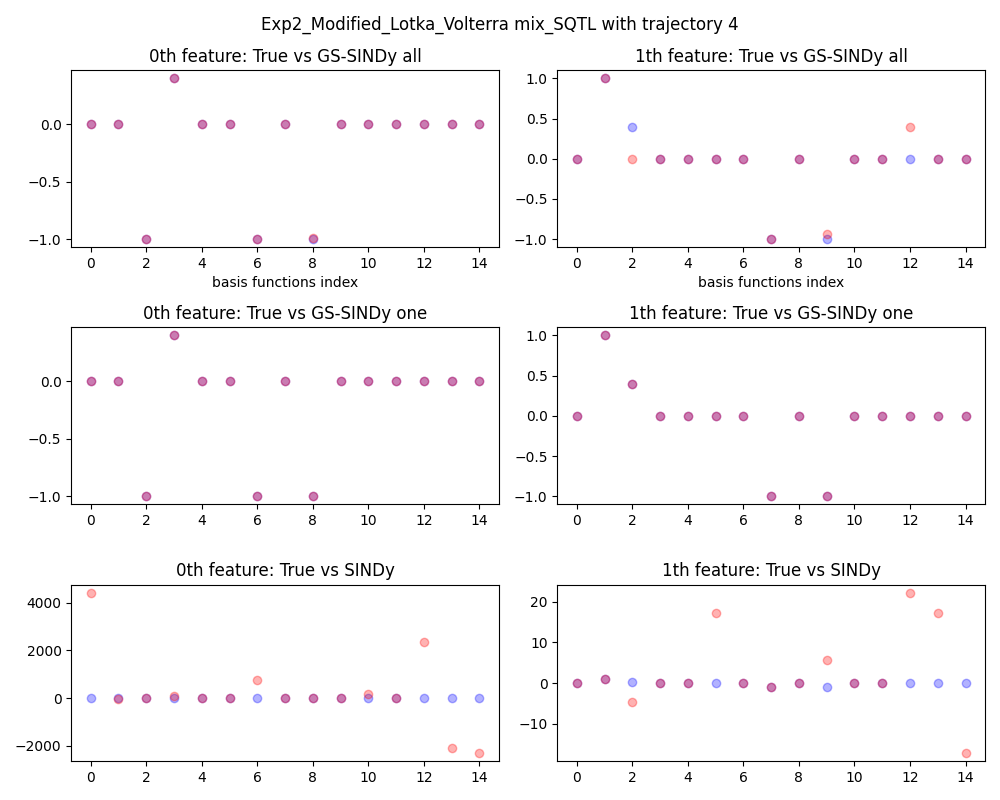 Exp2_Modified_Lotka_Volterra mix_SQTL with trajectory 4
0th feature: True vs GS-SINDy all
1th feature: True vs GS-SINDy all
0.0
−0.5
−1.0
0 2 4 6 8 10 12 14
basis functions index
1.0
0.5
0.0
−0.5
−1.0
0 2 4 6 8 10 12 14
basis functions index
0th feature: True vs GS-SINDy one
1th feature: True vs GS-SINDy one
0.0
−0.5
−1.0
0 2 4 6 8 10 12 14
1.0
0.5
0.0
−0.5
−1.0
0 2 4 6 8 10 12 14
0th feature: True vs SINDy
1th feature: True vs SINDy
4000
2000
0
−2000
0 2 4 6 8 10 12 14
20
10
0
−10
0 2 4 6 8 10 12 14